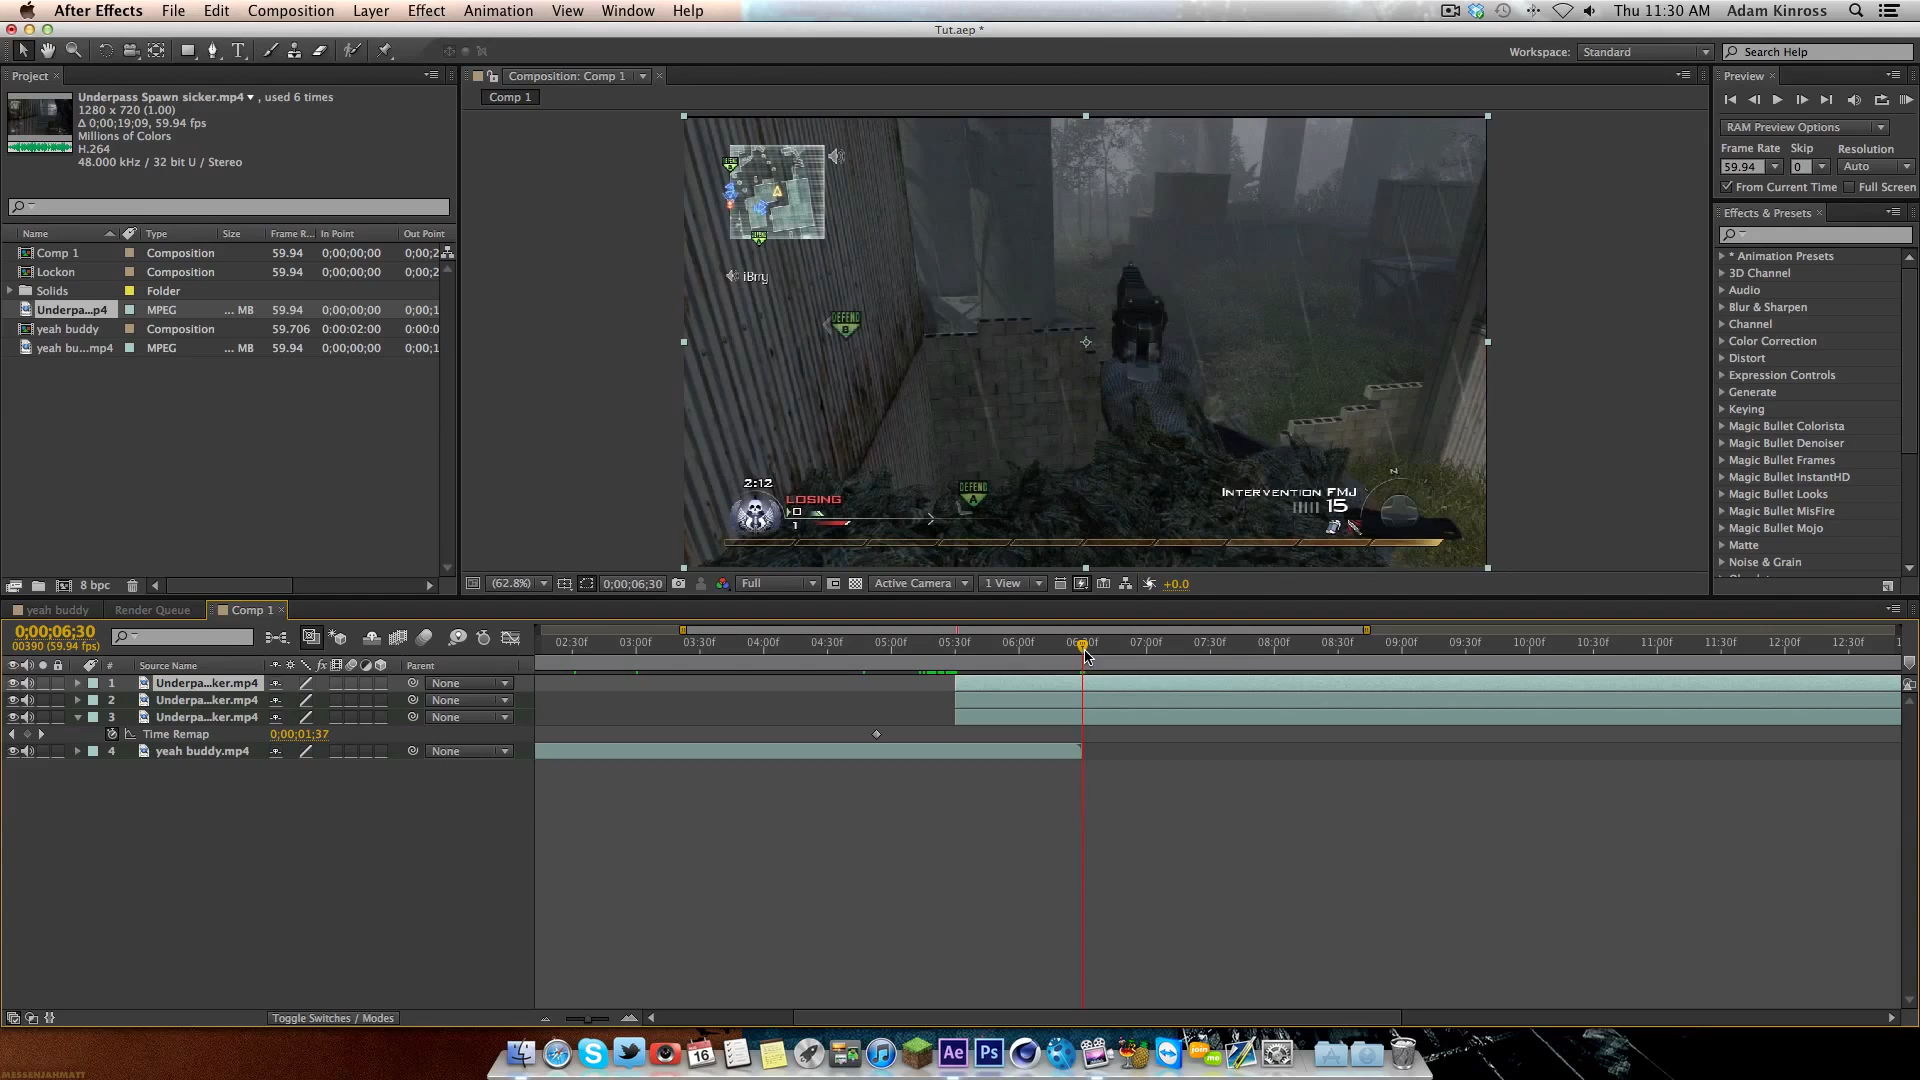 After Effects File Edit Composition Layer Effect Animation View Window Help Thu 11:30 AM Adam Kinross
Tut.aep *
Workspace: Standard Search Help
Project
Underpass Spawn sicker.mp4 , used 6 times
1280 x 720 (1.00)
Δ 0;00;19;09, 59.94 fps
Millions of Colors
H.264
48.000 kHz / 32 bit U / Stereo
Name Type Size Frame R... In Point Out Point
Comp 1 Composition 59.94 0;00;00;00 0;00;2
Lockon Composition 59.94 0;00;00;00 0;00;2
Solids Folder
Underpa...p4 MPEG ... MB 59.94 0;00;00;00 0;00;1
yeah buddy Composition 59.706 0:00:02:00 0:00:0
yeah bu...mp4 MPEG ... MB 59.94 0;00;00;00 0;00;1
8 bpc
Composition: Comp 1
Comp 1
DEFEND
iBrry
DEFEND
B
DEFEND
A
2:12
LOSING
0
1
INTERVENTION FMJ
15
N
(62.8%) 0;00;06;30 Full Active Camera 1 View +0.0
Preview
RAM Preview Options
Frame Rate Skip Resolution
59.94 0 Auto
From Current Time Full Screen
Effects & Presets
* Animation Presets
3D Channel
Audio
Blur & Sharpen
Channel
Color Correction
Distort
Expression Controls
Generate
Keying
Magic Bullet Colorista
Magic Bullet Denoiser
Magic Bullet Frames
Magic Bullet InstantHD
Magic Bullet Looks
Magic Bullet MisFire
Magic Bullet Mojo
Matte
Noise & Grain
yeah buddy Render Queue Comp 1
0;00;06;30
00390 (59.94 fps)
02:30f 03:00f 03:30f 04:00f 04:30f 05:00f 05:30f 06:00f 07:00f 07:30f 08:00f 08:30f 09:00f 09:30f 10:00f 10:30f 11:00f 11:30f 12:00f 12:30f
# Source Name Parent
1 Underpa...ker.mp4 None
2 Underpa...ker.mp4 None
3 Underpa...ker.mp4 None
Time Remap 0;00;01;37
4 yeah buddy.mp4 None
Toggle Switches / Modes
16
Ae Ps
join me
MESSENJAHMATT